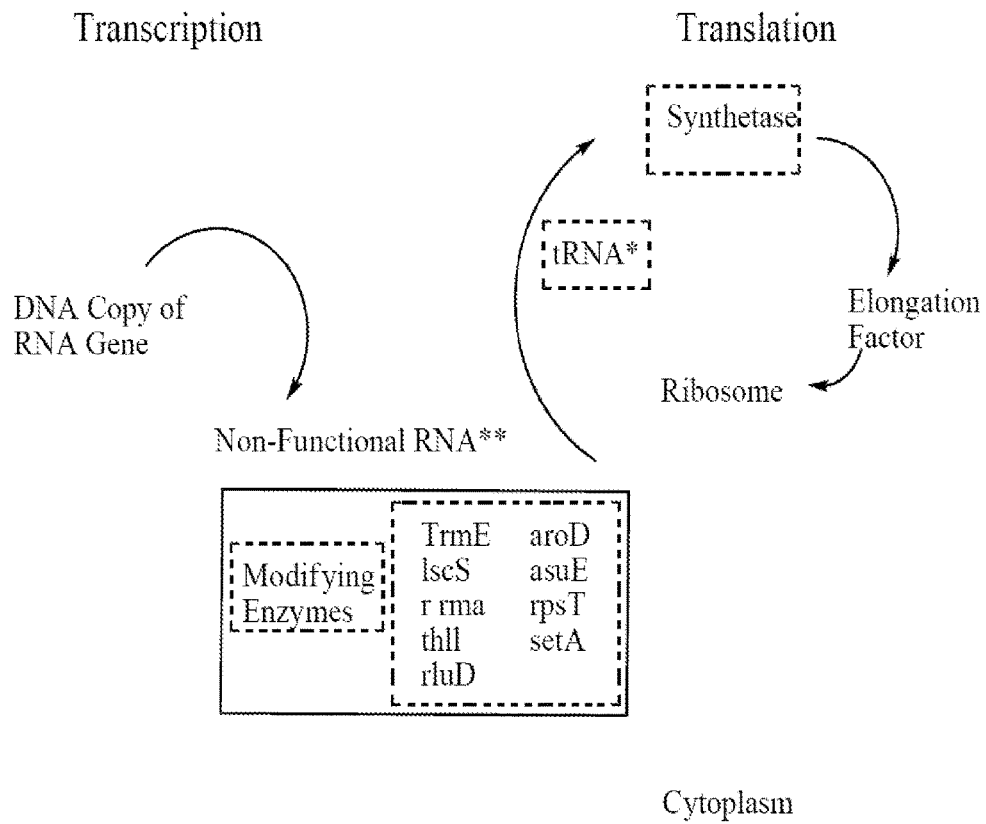 Transcription
Translation
Synthetase
tRNA*
DNA Copy of
RNA Gene
Elongation
Factor
Ribosome
Non-Functional RNA**
Modifying
Enzymes
TrmE aroD
lscS asuE
r rma rpsT
thll setA
rluD
Cytoplasm